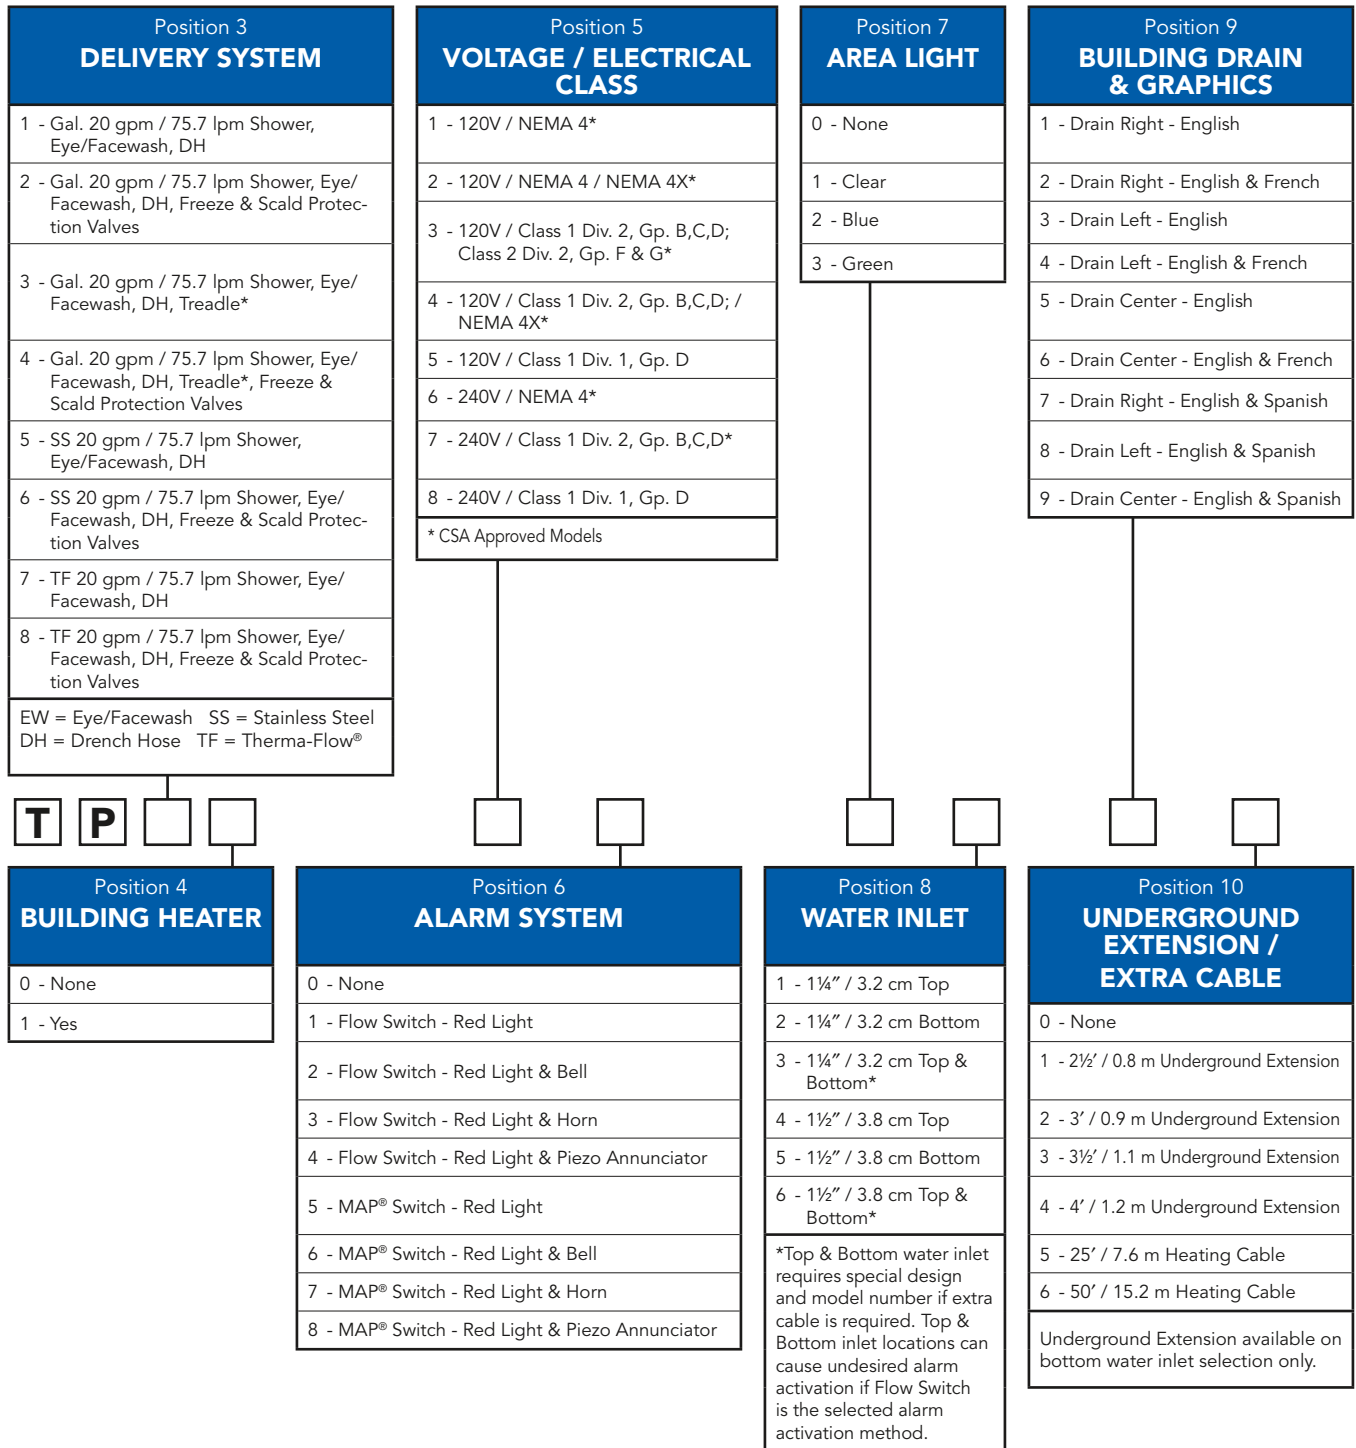 Position 3
DELIVERY SYSTEM
1 - Gal. 20 gpm / 75.7 lpm Shower,
Eye/Facewash, DH
2 - Gal. 20 gpm / 75.7 lpm Shower, Eye/
Facewash, DH, Freeze & Scald Protec-
tion Valves
3 - Gal. 20 gpm / 75.7 lpm Shower, Eye/
Facewash, DH, Treadle*
4 - Gal. 20 gpm / 75.7 lpm Shower, Eye/
Facewash, DH, Treadle*, Freeze &
Scald Protection Valves
5 - SS 20 gpm / 75.7 lpm Shower,
Eye/Facewash, DH
6 - SS 20 gpm / 75.7 lpm Shower, Eye/
Facewash, DH, Freeze & Scald Protec-
tion Valves
7 - TF 20 gpm / 75.7 lpm Shower, Eye/
Facewash, DH
8 - TF 20 gpm / 75.7 lpm Shower, Eye/
Facewash, DH, Freeze & Scald Protec-
tion Valves
EW = Eye/Facewash SS = Stainless Steel
DH = Drench Hose TF = Therma-Flow®
Position 5
VOLTAGE / ELECTRICAL
CLASS
1 - 120V / NEMA 4*
2 - 120V / NEMA 4 / NEMA 4X*
3 - 120V / Class 1 Div. 2, Gp. B,C,D;
Class 2 Div. 2, Gp. F & G*
4 - 120V / Class 1 Div. 2, Gp. B,C,D; /
NEMA 4X*
5 - 120V / Class 1 Div. 1, Gp. D
6 - 240V / NEMA 4*
7 - 240V / Class 1 Div. 2, Gp. B,C,D*
8 - 240V / Class 1 Div. 1, Gp. D
* CSA Approved Models
Position 7
AREA LIGHT
0 - None
1 - Clear
2 - Blue
3 - Green
Position 9
BUILDING DRAIN
& GRAPHICS
1 - Drain Right - English
2 - Drain Right - English & French
3 - Drain Left - English
4 - Drain Left - English & French
5 - Drain Center - English
6 - Drain Center - English & French
7 - Drain Right - English & Spanish
8 - Drain Left - English & Spanish
9 - Drain Center - English & Spanish
T P
Position 4
BUILDING HEATER
0 - None
1 - Yes
Position 6
ALARM SYSTEM
0 - None
1 - Flow Switch - Red Light
2 - Flow Switch - Red Light & Bell
3 - Flow Switch - Red Light & Horn
4 - Flow Switch - Red Light & Piezo Annunciator
5 - MAP® Switch - Red Light
6 - MAP® Switch - Red Light & Bell
7 - MAP® Switch - Red Light & Horn
8 - MAP® Switch - Red Light & Piezo Annunciator
Position 8
WATER INLET
1 - 1¼″ / 3.2 cm Top
2 - 1¼″ / 3.2 cm Bottom
3 - 1¼″ / 3.2 cm Top &
Bottom*
4 - 1½″ / 3.8 cm Top
5 - 1½″ / 3.8 cm Bottom
6 - 1½″ / 3.8 cm Top &
Bottom*
*Top & Bottom water inlet
requires special design
and model number if extra
cable is required. Top &
Bottom inlet locations can
cause undesired alarm
activation if Flow Switch
is the selected alarm
activation method.
Position 10
UNDERGROUND
EXTENSION /
EXTRA CABLE
0 - None
1 - 2½′ / 0.8 m Underground Extension
2 - 3′ / 0.9 m Underground Extension
3 - 3½′ / 1.1 m Underground Extension
4 - 4′ / 1.2 m Underground Extension
5 - 25′ / 7.6 m Heating Cable
6 - 50′ / 15.2 m Heating Cable
Underground Extension available on
bottom water inlet selection only.